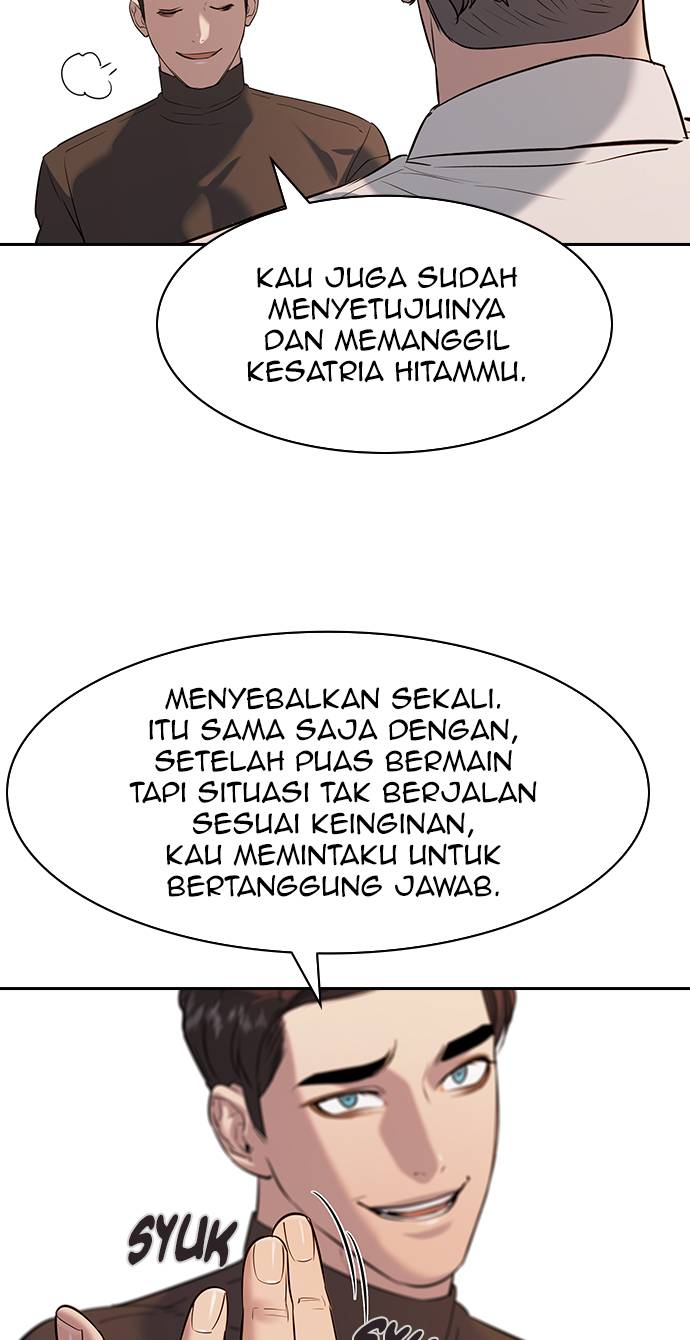 KAU JUGA SUDAH
MENYETUJUINYA
DAN MEMANGGIL
KESATRIA HITAMMU.
MENYEBALKAN SEKALI.
ITU SAMA SAJA DENGAN,
SETELAH PUAS BERMAIN
TAPI SITUASI TAK BERJALAN
SESUAI KEINGINAN,
KAU MEMINTAKU UNTUK
BERTANGGUNG JAWAB.
SYUK